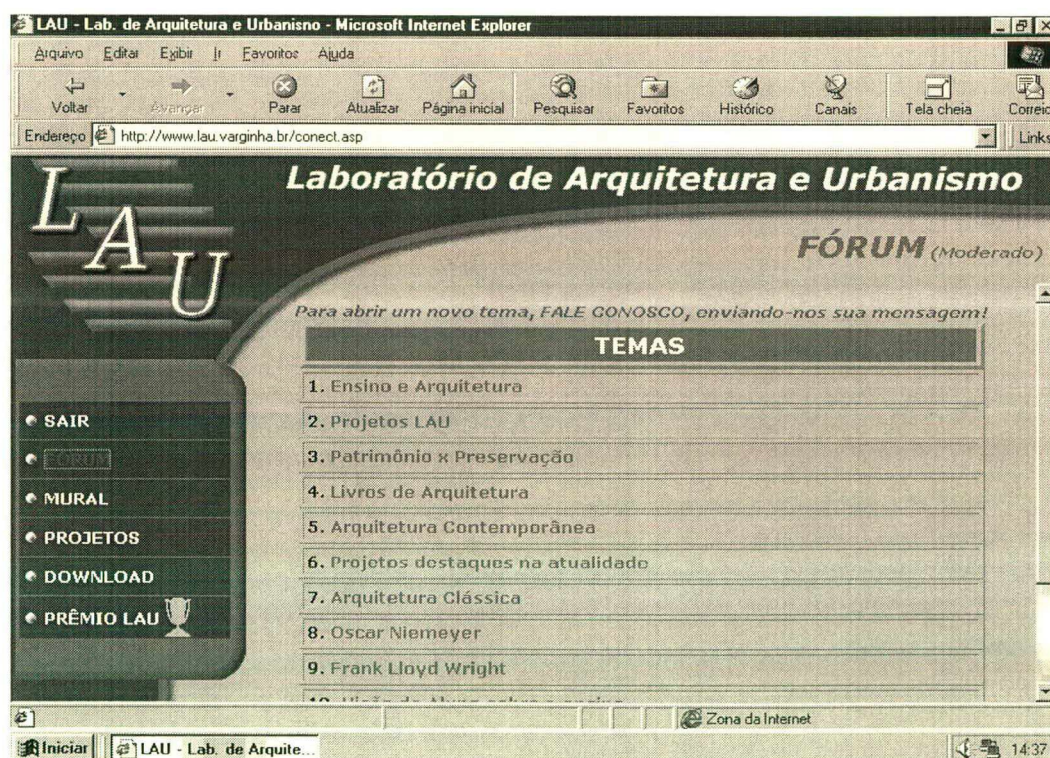 LAU - Lab. de Arquitetura e Urbanisno - Microsoft Internet Explorer
Arquivo Editar Exibir Ir Favoritos Ajuda
Voltar Avançar Parar Atualizar Página inicial Pesquisar Favoritos Histórico Canais Tela cheia Correio
Endereço http://www.lau.varginha.br/conect.asp Links
LAU
Laboratório de Arquitetura e Urbanismo
FÓRUM (Moderado)
Para abrir um novo tema, FALE CONOSCO, enviando-nos sua mensagem!
TEMAS
1. Ensino e Arquitetura
2. Projetos LAU
3. Patrimônio x Preservação
4. Livros de Arquitetura
5. Arquitetura Contemporânea
6. Projetos destaques na atualidade
7. Arquitetura Clássica
8. Oscar Niemeyer
9. Frank Lloyd Wright
SAIR
FÓRUM
MURAL
PROJETOS
DOWNLOAD
PRÊMIO LAU
Zona da Internet
Iniciar LAU - Lab. de Arquite... 14:37